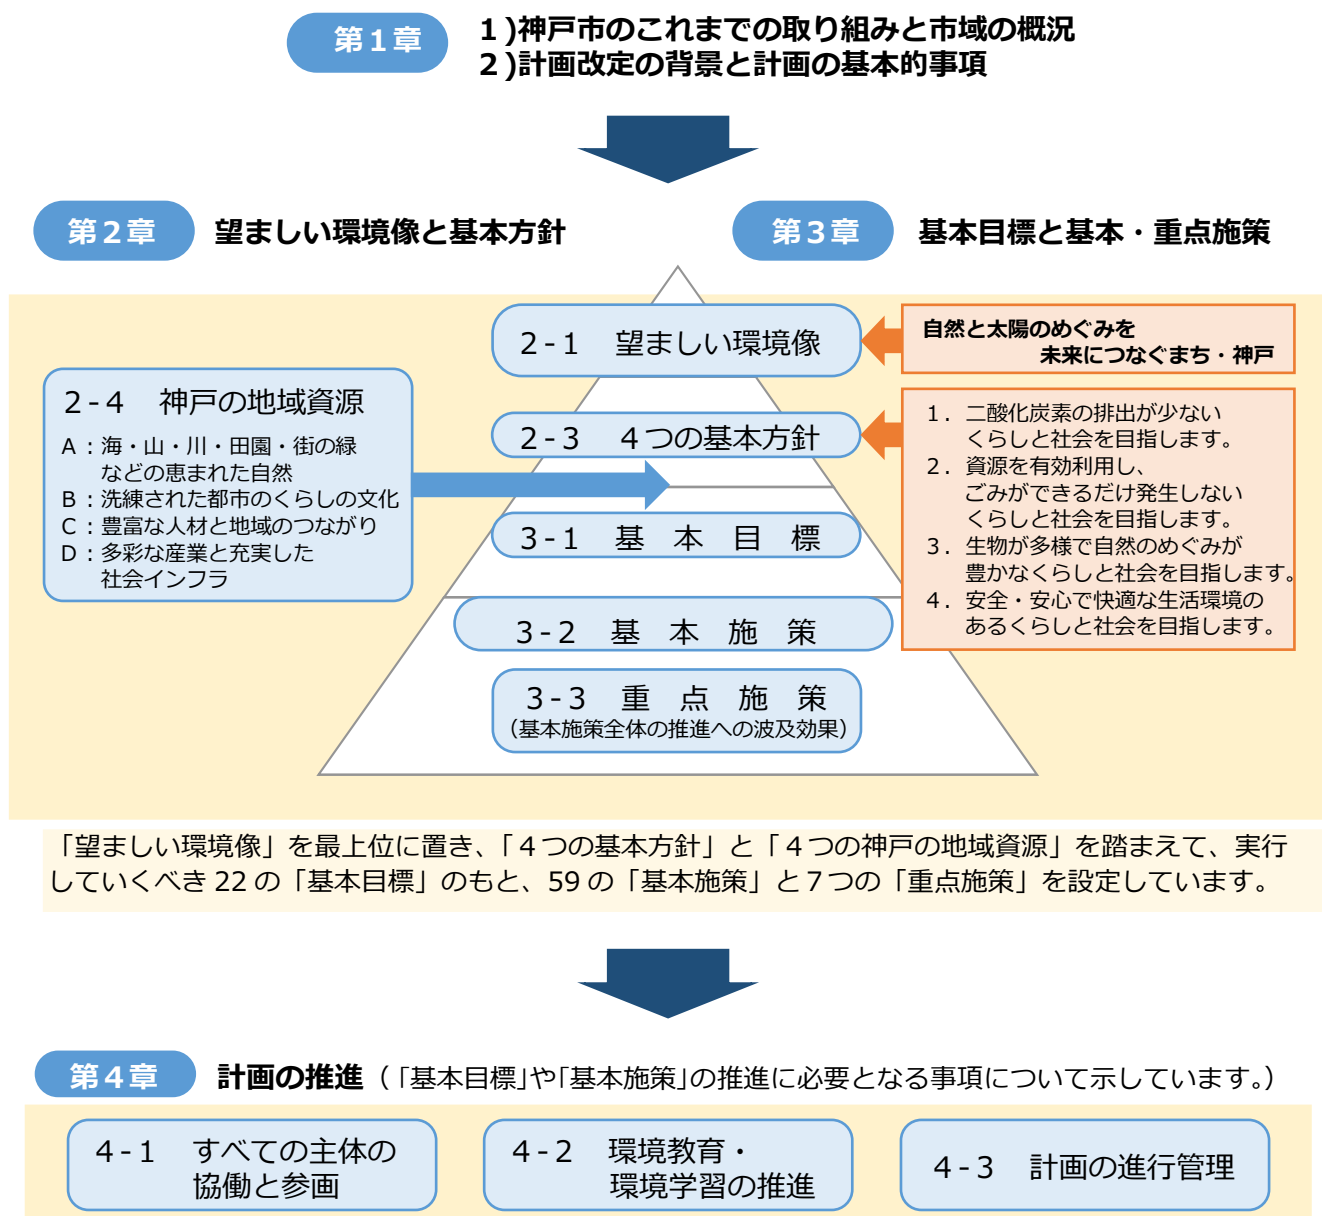 第１章
１)神戸市のこれまでの取り組みと市域の概況
２)計画改定の背景と計画の基本的事項
第２章 望ましい環境像と基本方針
第３章 基本目標と基本・重点施策
２-１ 望ましい環境像
自然と太陽のめぐみを
未来につなぐまち・神戸
２-４ 神戸の地域資源
Ａ：海・山・川・田園・街の緑
などの恵まれた自然
Ｂ：洗練された都市のくらしの文化
Ｃ：豊富な人材と地域のつながり
Ｄ：多彩な産業と充実した
社会インフラ
２-３ ４つの基本方針
１．二酸化炭素の排出が少ない
くらしと社会を目指します。
２．資源を有効利用し、
ごみができるだけ発生しない
くらしと社会を目指します。
３．生物が多様で自然のめぐみが
豊かなくらしと社会を目指します。
４．安全・安心で快適な生活環境の
あるくらしと社会を目指します。
３-１ 基 本 目 標
３-２ 基 本 施 策
３-３ 重 点 施 策
（基本施策全体の推進への波及効果）
「望ましい環境像」を最上位に置き、「４つの基本方針」と「４つの神戸の地域資源」を踏まえて、実行
していくべき 22 の「基本目標」のもと、59 の「基本施策」と７つの「重点施策」を設定しています。
第４章 計画の推進（「基本目標」や「基本施策」の推進に必要となる事項について示しています。）
４-１ すべての主体の
協働と参画
４-２ 環境教育・
環境学習の推進
４-３ 計画の進行管理